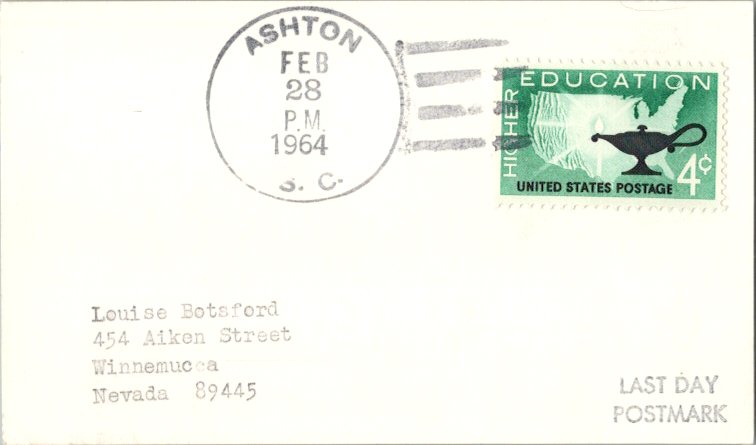 ASHTON
FEB
28
P.M.
1964
S. C.
HIGHER
EDUCATION
UNITED STATES POSTAGE
4¢
Louise Botsford
454 Aiken Street
Winnemucca
Nevada 89445
LAST DAY
POSTMARK